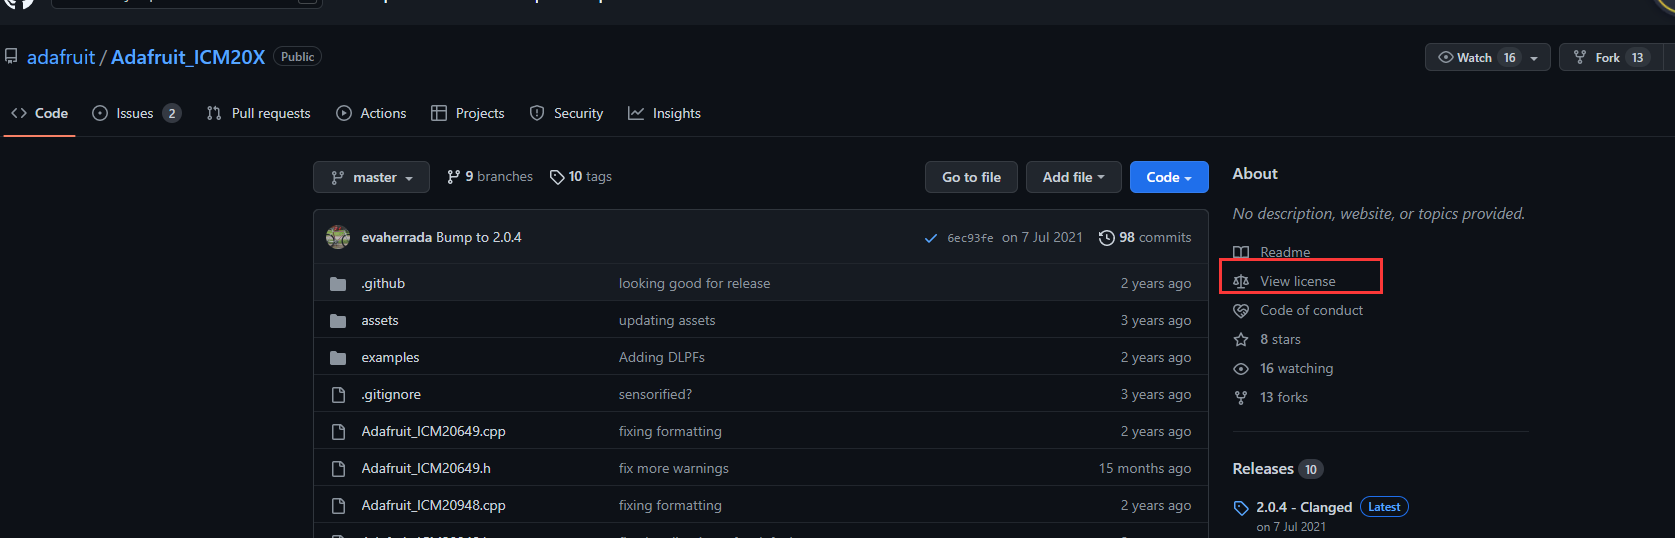 adafruit / Adafruit_ICM20X Public
Watch 16 Fork 13
Code Issues 2 Pull requests Actions Projects Security Insights
master 9 branches 10 tags Go to file Add file Code
evaherrada Bump to 2.0.4 6ec93fe on 7 Jul 2021 98 commits
.github looking good for release 2 years ago
assets updating assets 3 years ago
examples Adding DLPFs 2 years ago
.gitignore sensorified? 3 years ago
Adafruit_ICM20649.cpp fixing formatting 2 years ago
Adafruit_ICM20649.h fix more warnings 15 months ago
Adafruit_ICM20948.cpp fixing formatting 2 years ago
About
No description, website, or topics provided.
Readme
View license
Code of conduct
8 stars
16 watching
13 forks
Releases 10
2.0.4 - Clanged Latest
on 7 Jul 2021